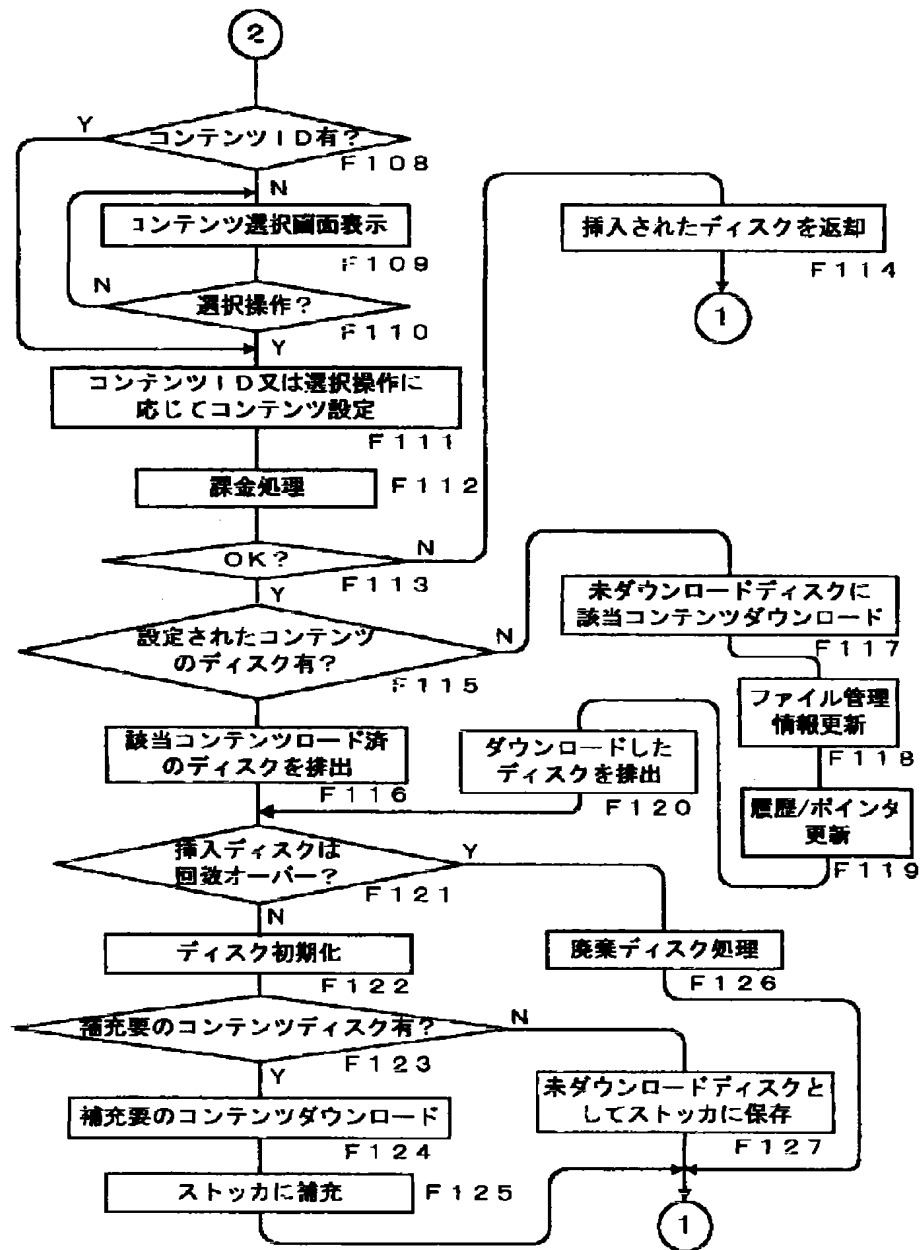 2
Y
コンテンツID有?
F108
N
コンテンツ選択画面表示
F109
N
選択操作?
F110
Y
コンテンツID又は選択操作に
応じてコンテンツ設定
F111
課金処理
F112
OK?
N
F113
Y
挿入されたディスクを返却
F114
1
設定されたコンテンツ
のディスク有?
N
F115
該当コンテンツロード済
のディスクを排出
F116
未ダウンロードディスクに
該当コンテンツダウンロード
F117
ファイル管理
情報更新
F118
履歴/ポインタ
更新
F119
ダウンロードした
ディスクを排出
F120
挿入ディスクは
回数オーバー?
Y
F121
N
ディスク初期化
F122
廃棄ディスク処理
F126
補充要のコンテンツディスク有?
N
F123
Y
補充要のコンテンツダウンロード
F124
ストッカに補充
F125
未ダウンロードディスクと
してストッカに保存
F127
1